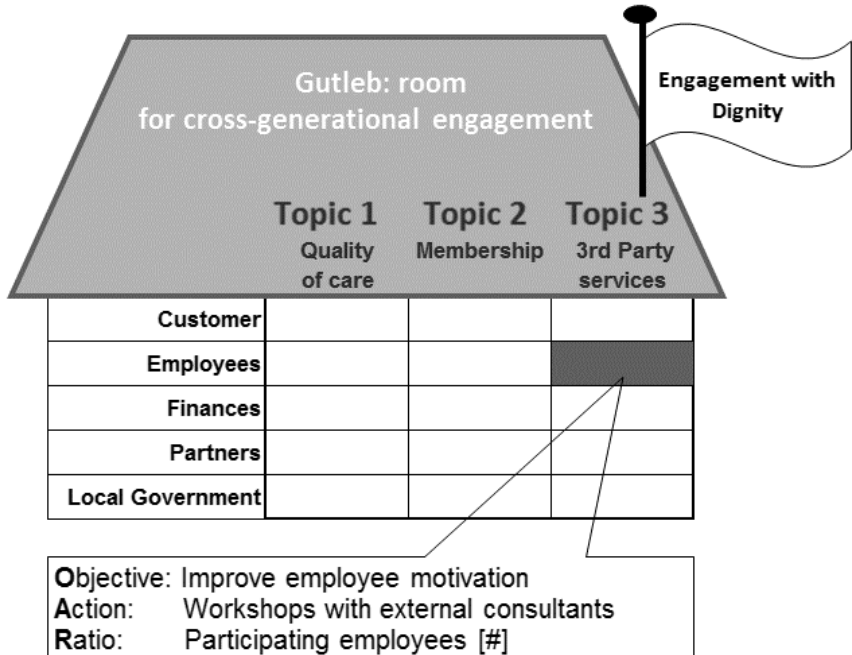 Gutleb: room
for cross-generational engagement
Engagement with
Dignity
Topic 1 Topic 2 Topic 3
Quality Membership 3rd Party
of care services
Customer
Employees
Finances
Partners
Local Government
Objective: Improve employee motivation
Action: Workshops with external consultants
Ratio: Participating employees [#]